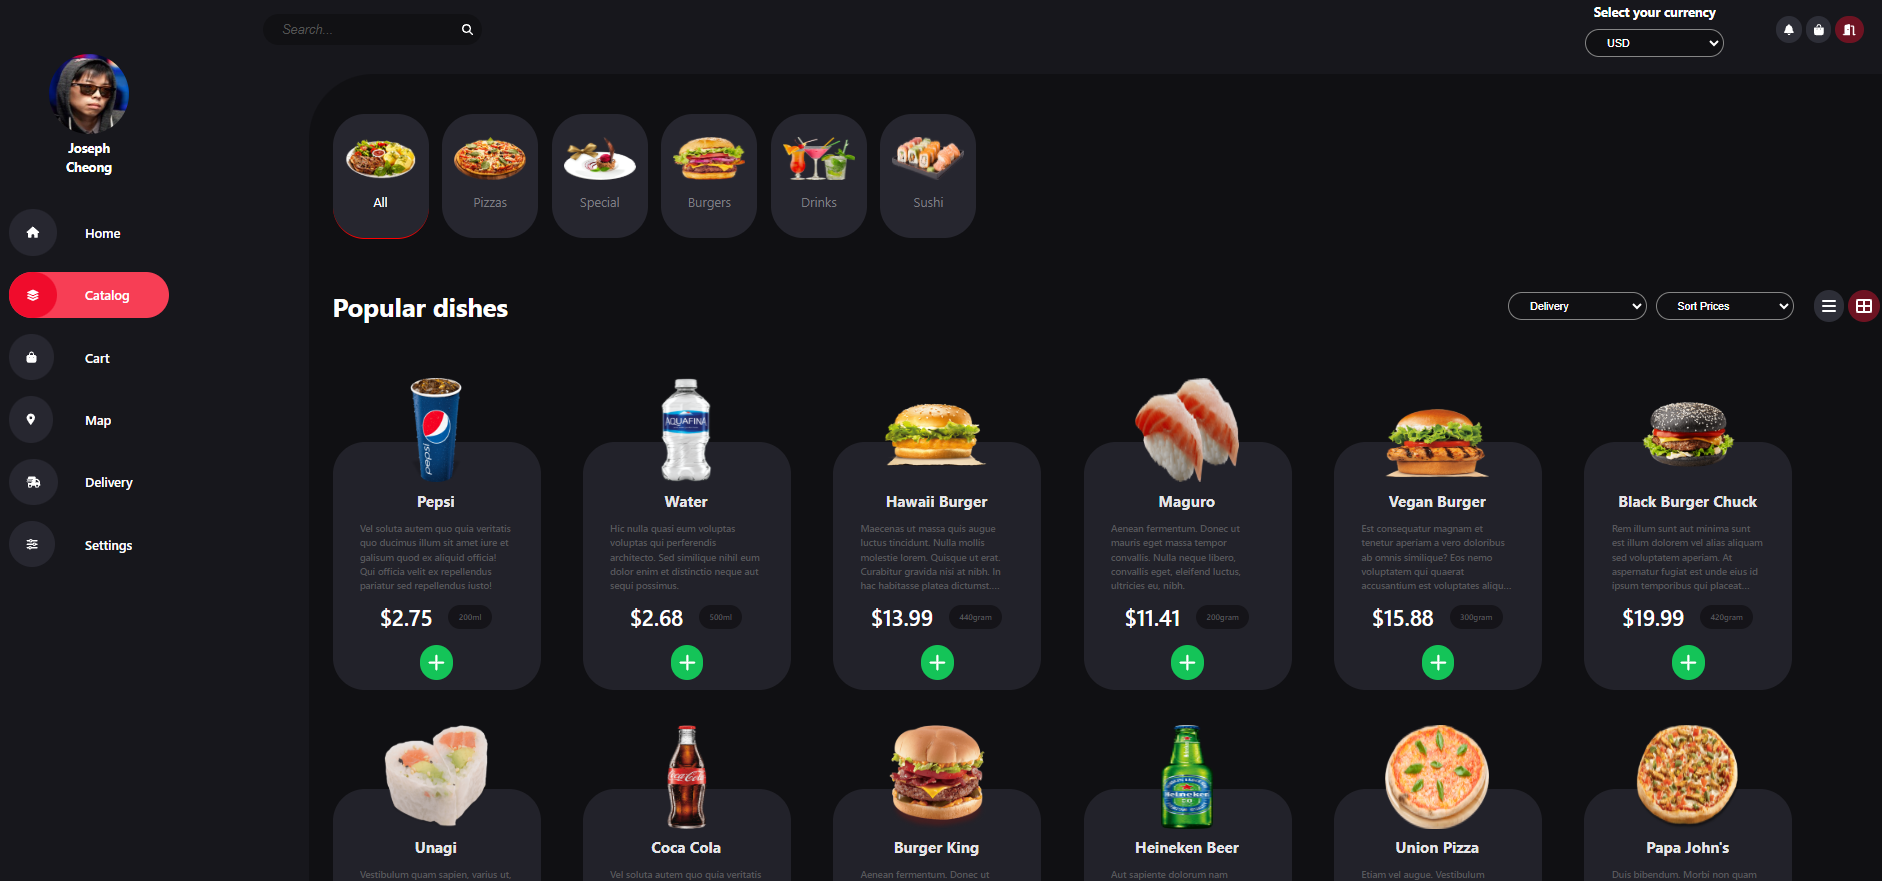 Search...
Select your currency
USD
Joseph
Cheong
Home
Catalog
Cart
Map
Delivery
Settings
All
Pizzas
Special
Burgers
Drinks
Sushi
Popular dishes
Delivery
Sort Prices
pepsi
AQUAFINA
Pepsi
Vel soluta autem quo quia veritatis
quo ducimus illum sit amet iure et
galisum quod ex aliquid officia!
Qui officia velit ex repellendus
pariatur sed repellendus iusto!
$2.75
200ml
Water
Hic nulla quasi eum voluptas
voluptas qui perferendis
architecto. Sed similique nihil eum
dolor enim et distinctio neque aut
sequi possimus.
$2.68
500ml
Hawaii Burger
Maecenas ut massa quis augue
luctus tincidunt. Nulla mollis
molestie lorem. Quisque ut erat.
Curabitur gravida nisi at nibh. In
hac habitasse platea dictumst....
$13.99
440gram
Maguro
Aenean fermentum. Donec ut
mauris eget massa tempor
convallis. Nulla neque libero,
convallis eget, eleifend luctus,
ultricies eu, nibh.
$11.41
200gram
Vegan Burger
Est consequatur magnam et
tenetur aperiam a vero doloribus
ab omnis similique? Eos nemo
voluptatem qui quaerat
accusantium est voluptates aliqu...
$15.88
300gram
Black Burger Chuck
Rem illum sunt aut minima sunt
est illum dolorem vel alias aliquam
sed voluptatem aperiam. At
aspernatur fugiat est unde eius id
ipsum temporibus qui placeat...
$19.99
420gram
Coca Cola
Heineken
Unagi
Vestibulum quam sapien, varius ut,
Coca Cola
Vel soluta autem quo quia veritatis
Burger King
Aenean fermentum. Donec ut
Heineken Beer
Aut sapiente dolorum nam
Union Pizza
Etiam vel augue. Vestibulum
Papa John's
Duis bibendum. Morbi non quam